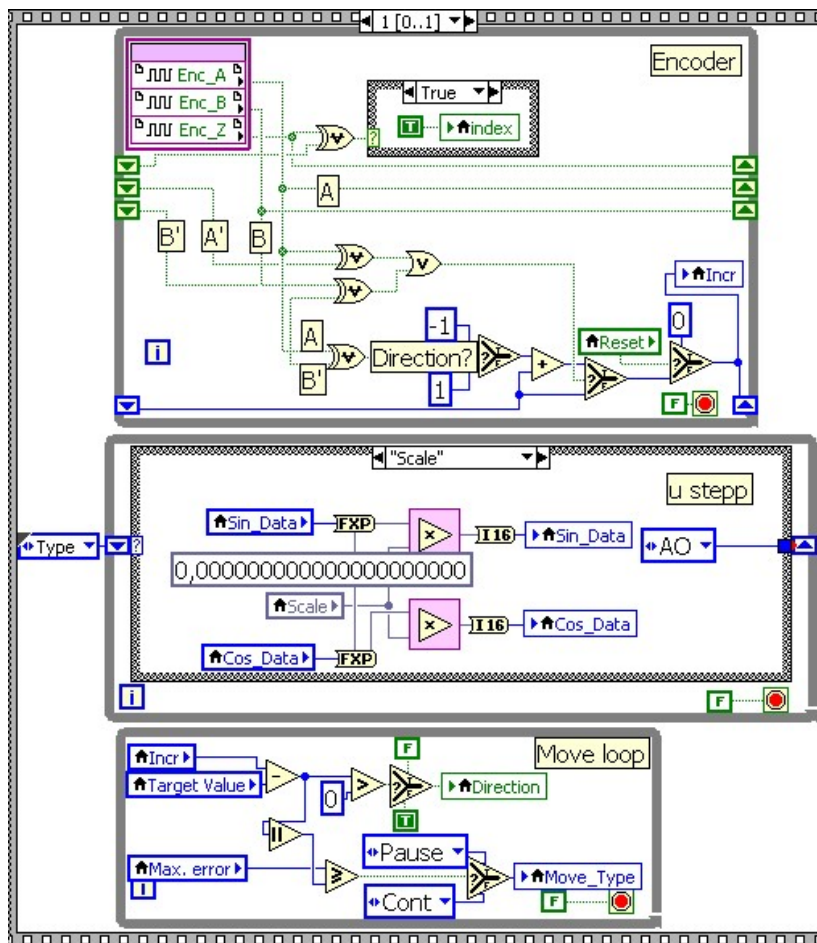 1 [0..1]
Encoder
Enc_A
Enc_B
Enc_Z
True
?
T
index
A
B'
A'
B
Incr
-1
0
A
Direction?
Reset
i
B'
1
F
"Scale"
u stepp
Sin_Data
FXP
I16
Sin_Data
Type
?
AO
0,00000000000000000000
Scale
I16
Cos_Data
Cos_Data
FXP
i
F
Incr
F
Move loop
Target Value
0
Direction
T
Pause
Max. error
Move_Type
i
Cont
F